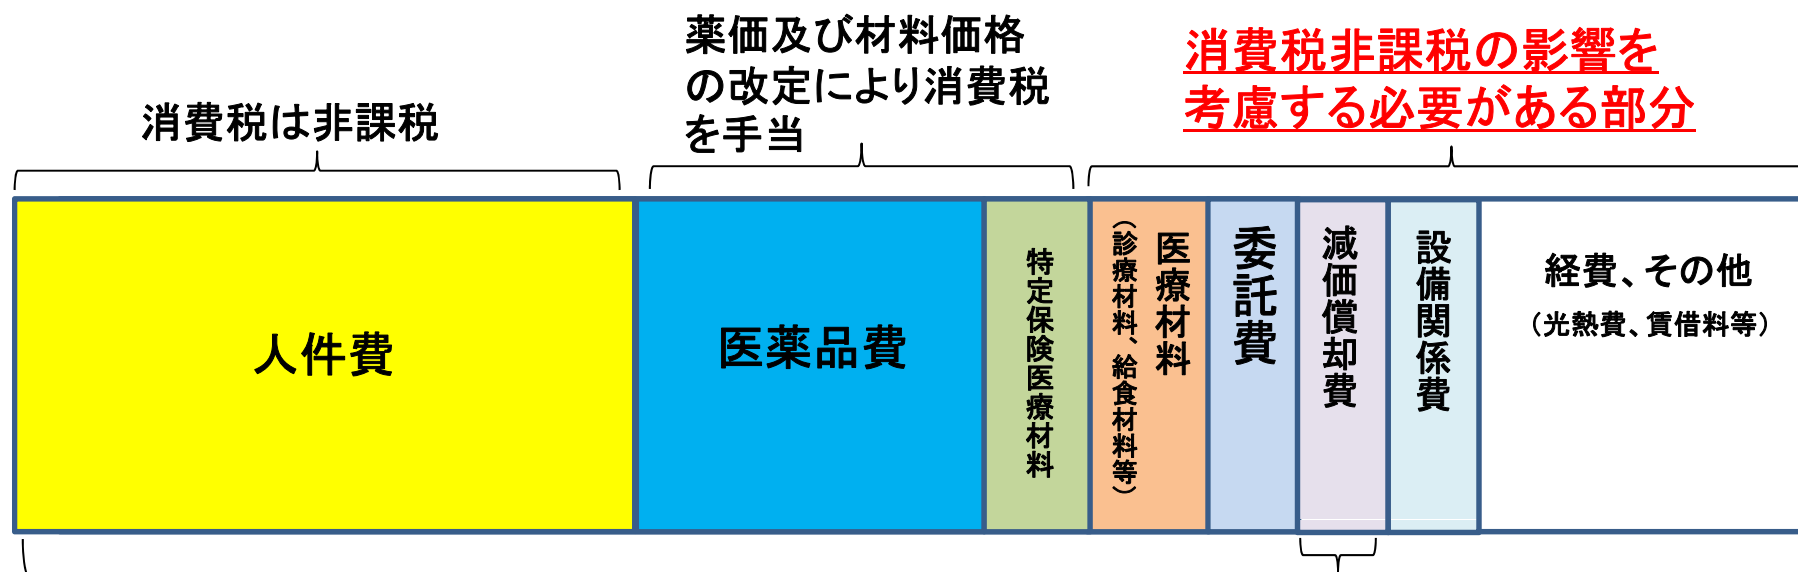 消費税は非課税
薬価及び材料価格
の改定により消費税
を手当
消費税非課税の影響を
考慮する必要がある部分
人件費
医薬品費
特定保険医療材料
医療材料
（診療材料、給食材料等）
委託費
減価償却費
設備関係費
経費、その他
（光熱費、賃借料等）